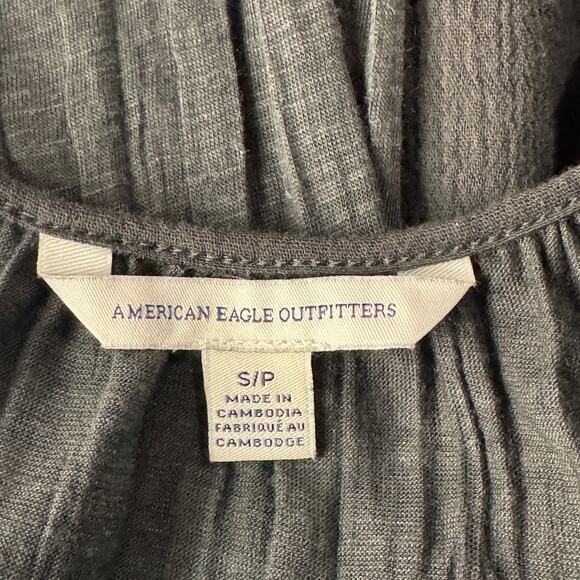 AMERICAN EAGLE OUTFITTERS
S/P
MADE IN
CAMBODIA
FABRIQUÉ AU
CAMBODGE